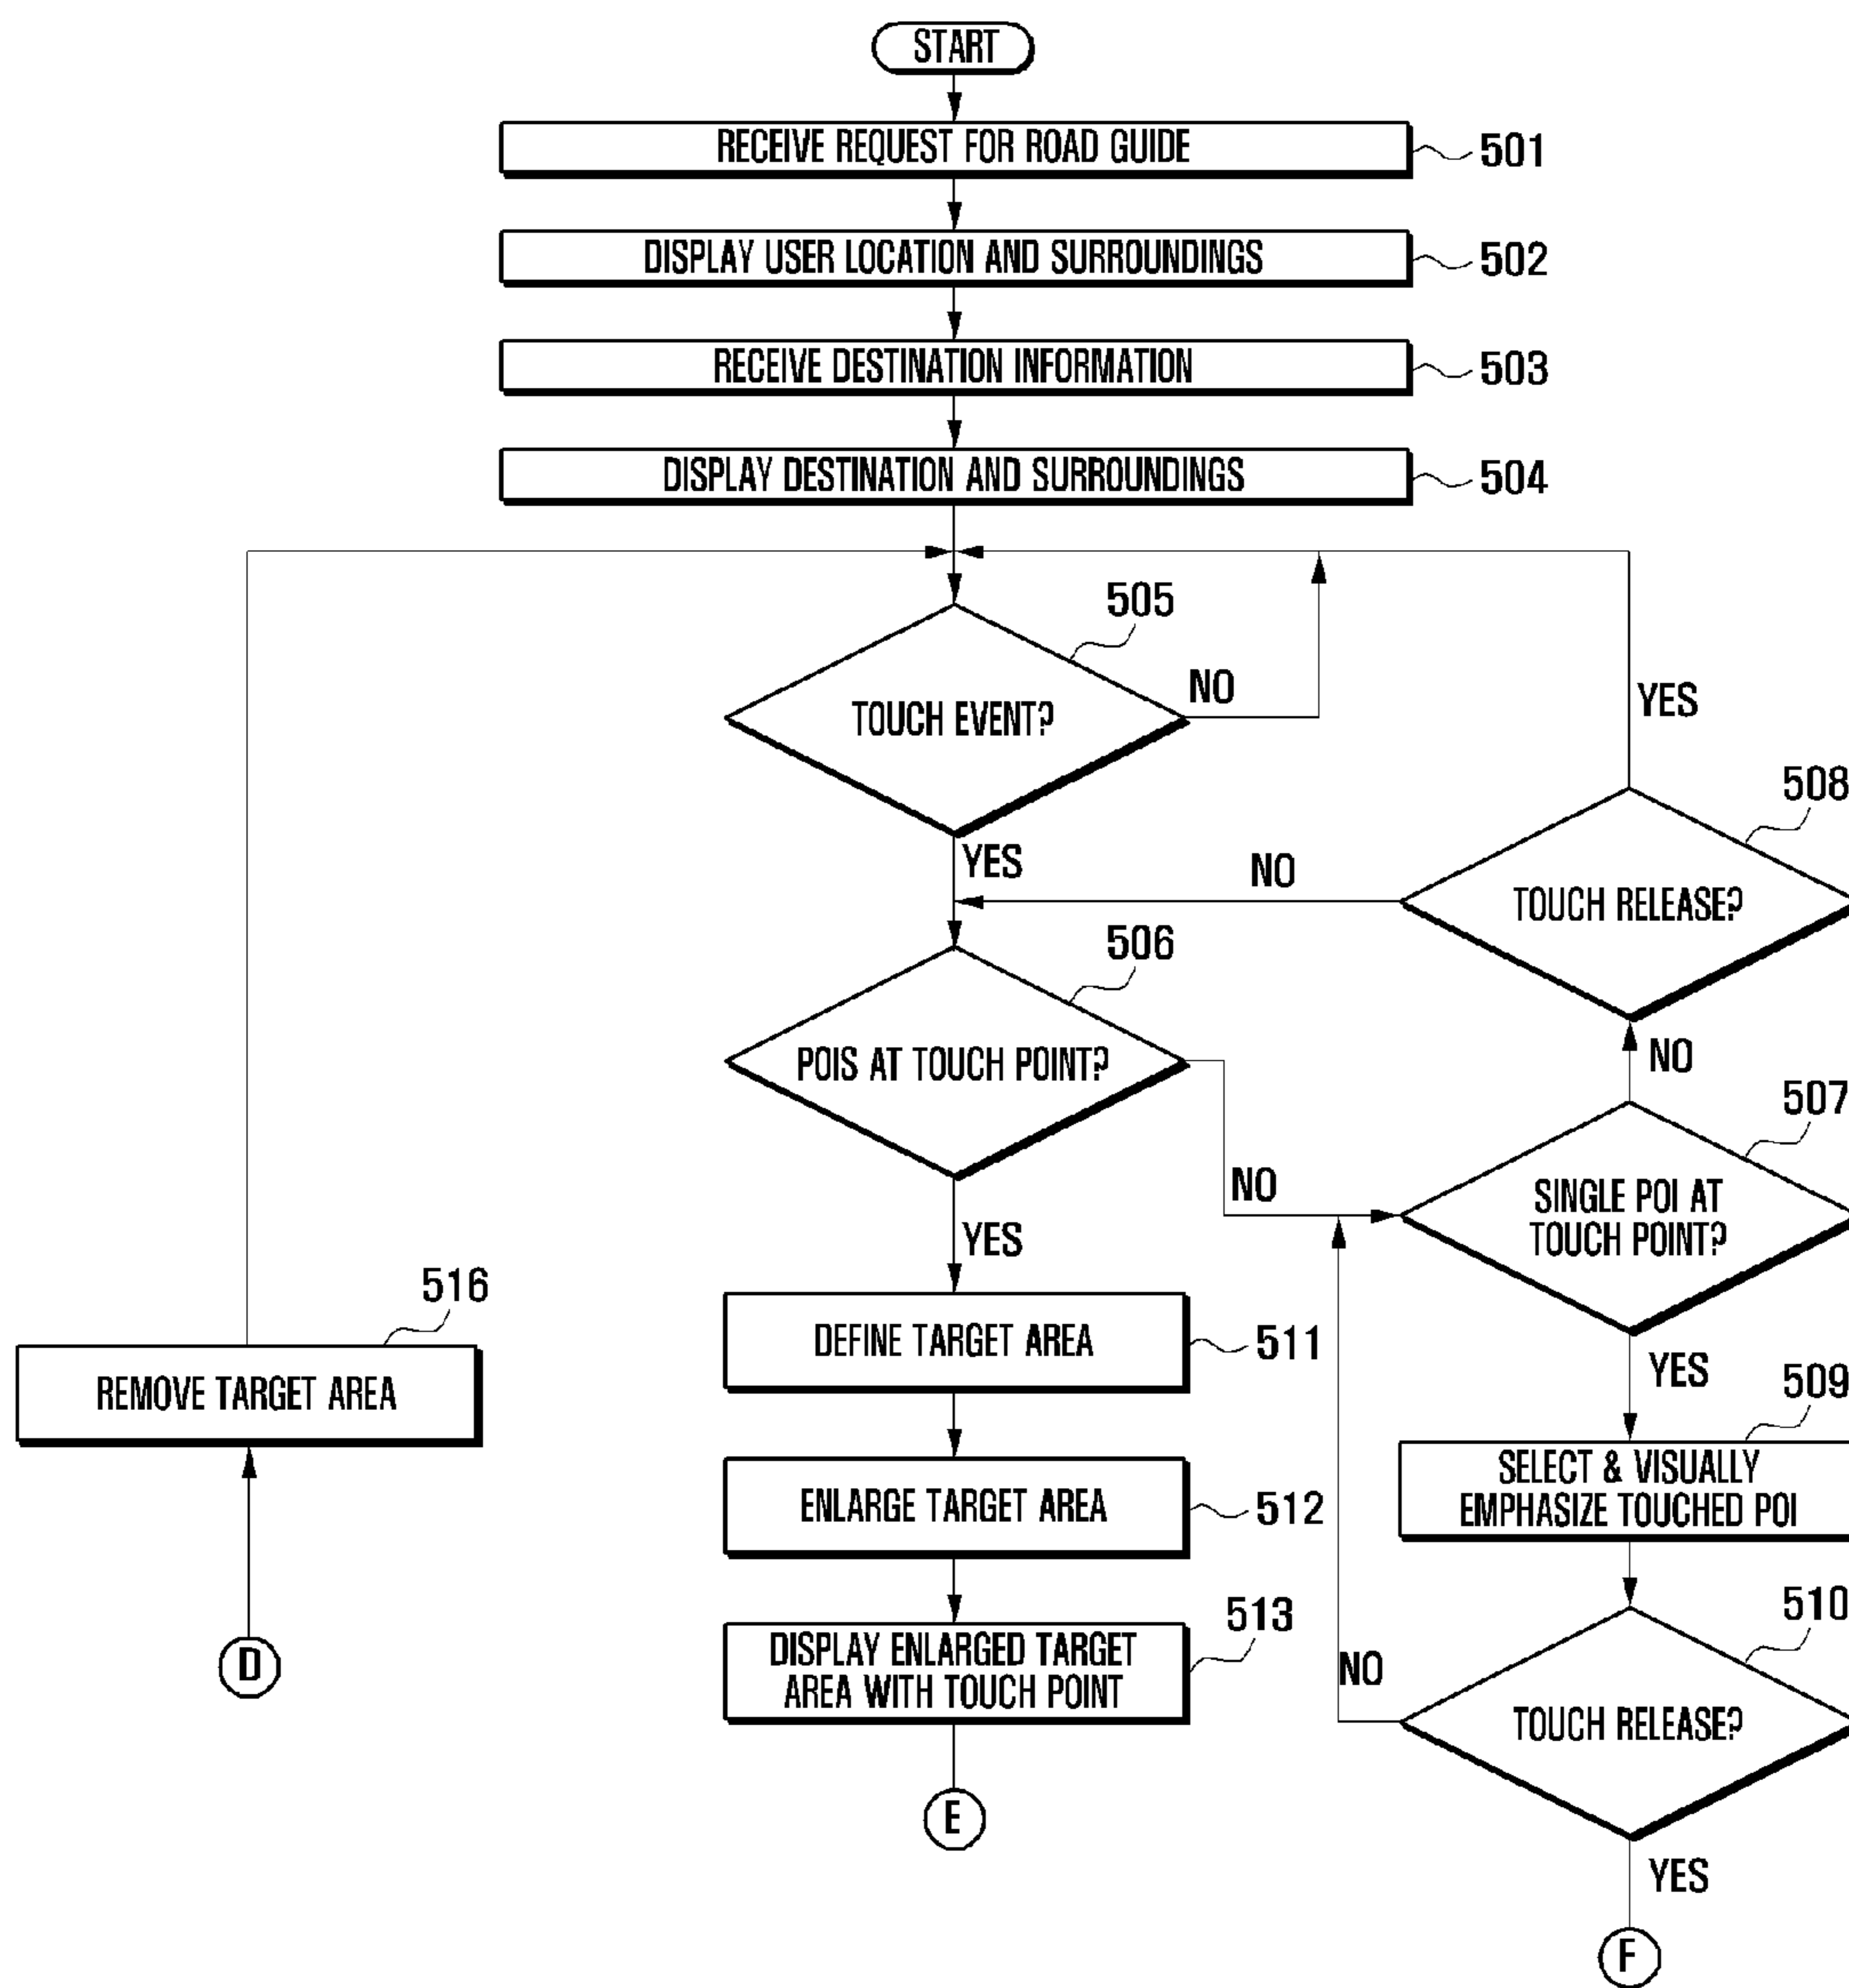 START
RECEIVE REQUEST FOR ROAD GUIDE
501
DISPLAY USER LOCATION AND SURROUNDINGS
502
RECEIVE DESTINATION INFORMATION
503
DISPLAY DESTINATION AND SURROUNDINGS
504
505
TOUCH EVENT?
NO
YES
YES
508
TOUCH RELEASE?
NO
NO
506
POIS AT TOUCH POINT?
NO
YES
507
SINGLE POI AT
TOUCH POINT?
YES
516
REMOVE TARGET AREA
D
DEFINE TARGET AREA
511
ENLARGE TARGET AREA
512
513
DISPLAY ENLARGED TARGET
AREA WITH TOUCH POINT
E
509
SELECT & VISUALLY
EMPHASIZE TOUCHED POI
510
TOUCH RELEASE?
NO
YES
F